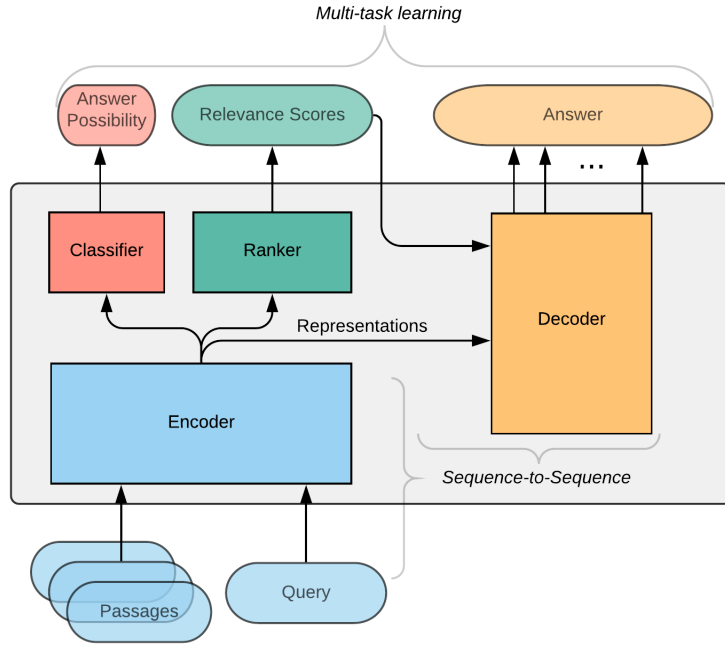 Multi-task learning
Answer
Possibility
Relevance Scores
Answer
...
Classifier
Ranker
Decoder
Representations
Encoder
Sequence-to-Sequence
Passages
Query